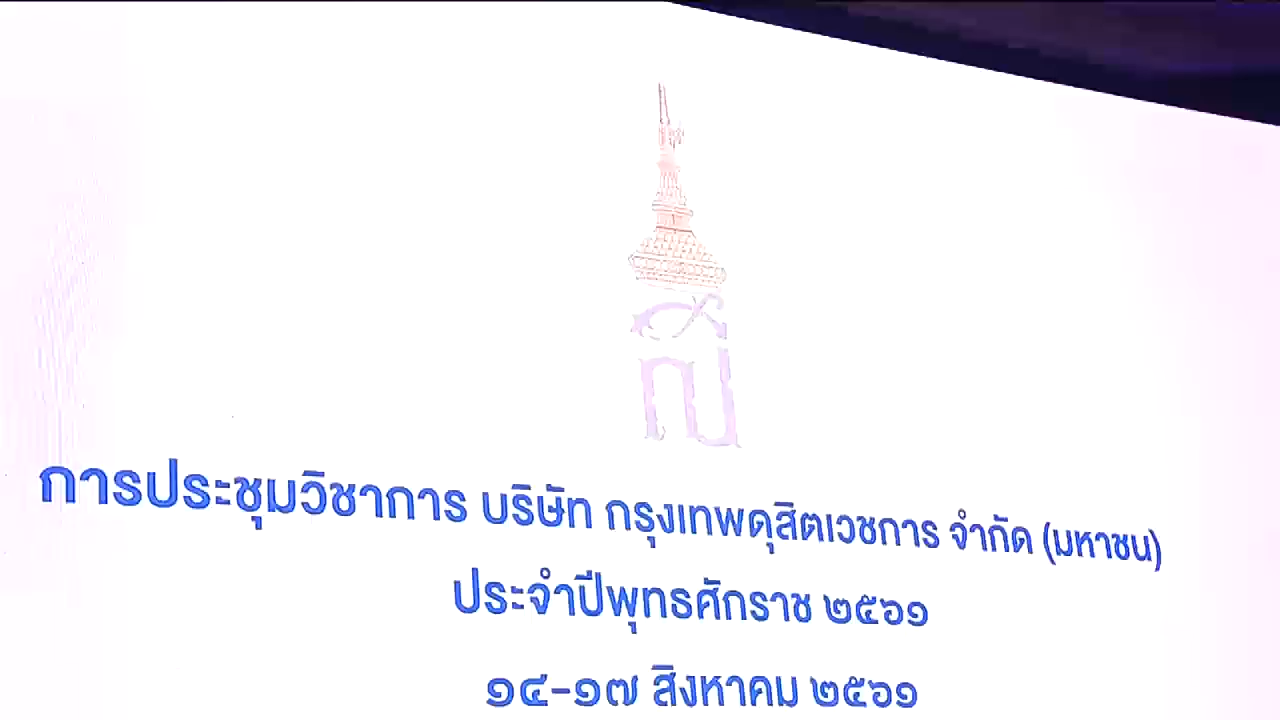 การประชุมวิชาการ บริษัท กรุงเทพดุสิตเวชการ จำกัด (มหาชน)
ประจำปีพุทธศักราช ๒๕๖๑
๑๔-๑๗ สิงหาคม ๒๕๖๑